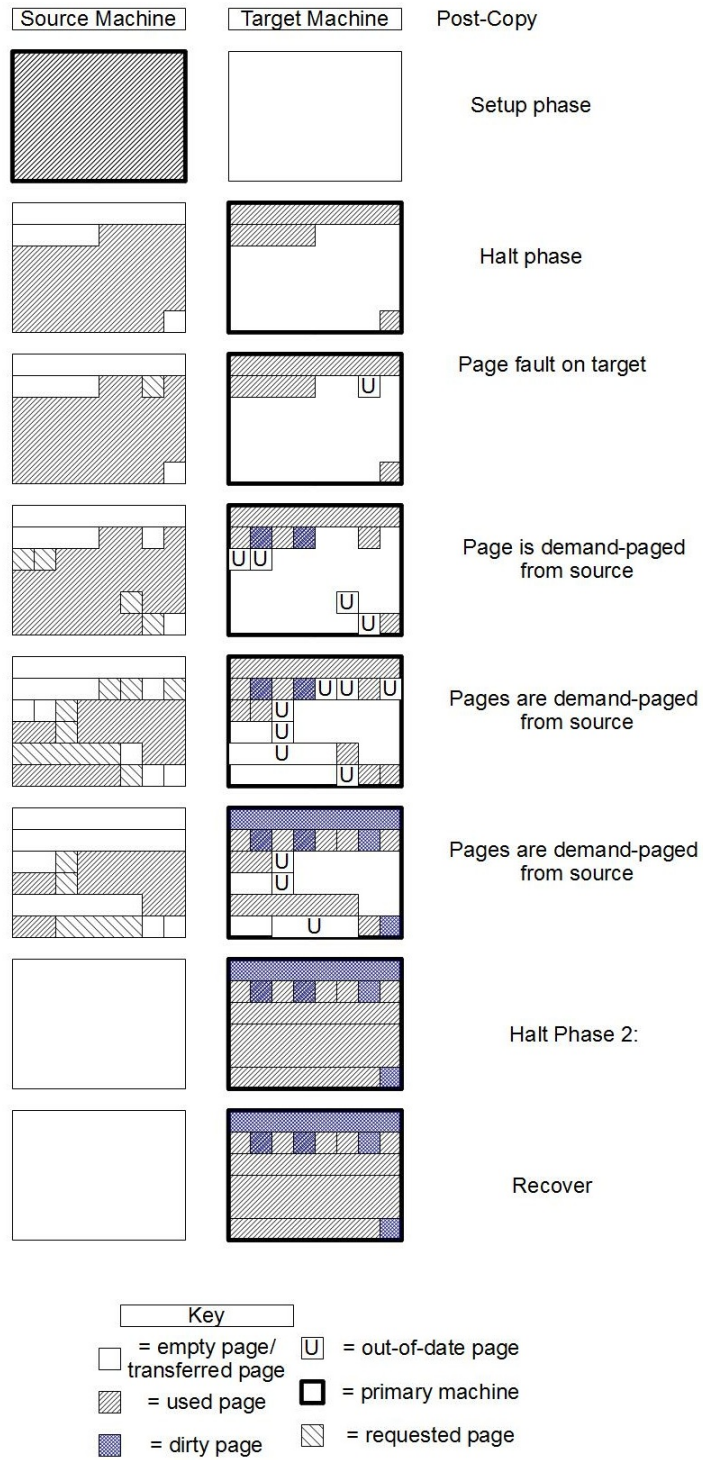 Source Machine Target Machine Post-Copy
Setup phase
Halt phase
Page fault on target
U
Page is demand-paged
from source
U U
U
U
Pages are demand-paged
from source
U U U
U
U
U
U
Pages are demand-paged
from source
U
U
U
Halt Phase 2:
Recover
Key
= empty page/
transferred page
U = out-of-date page
= used page
= primary machine
= dirty page
= requested page